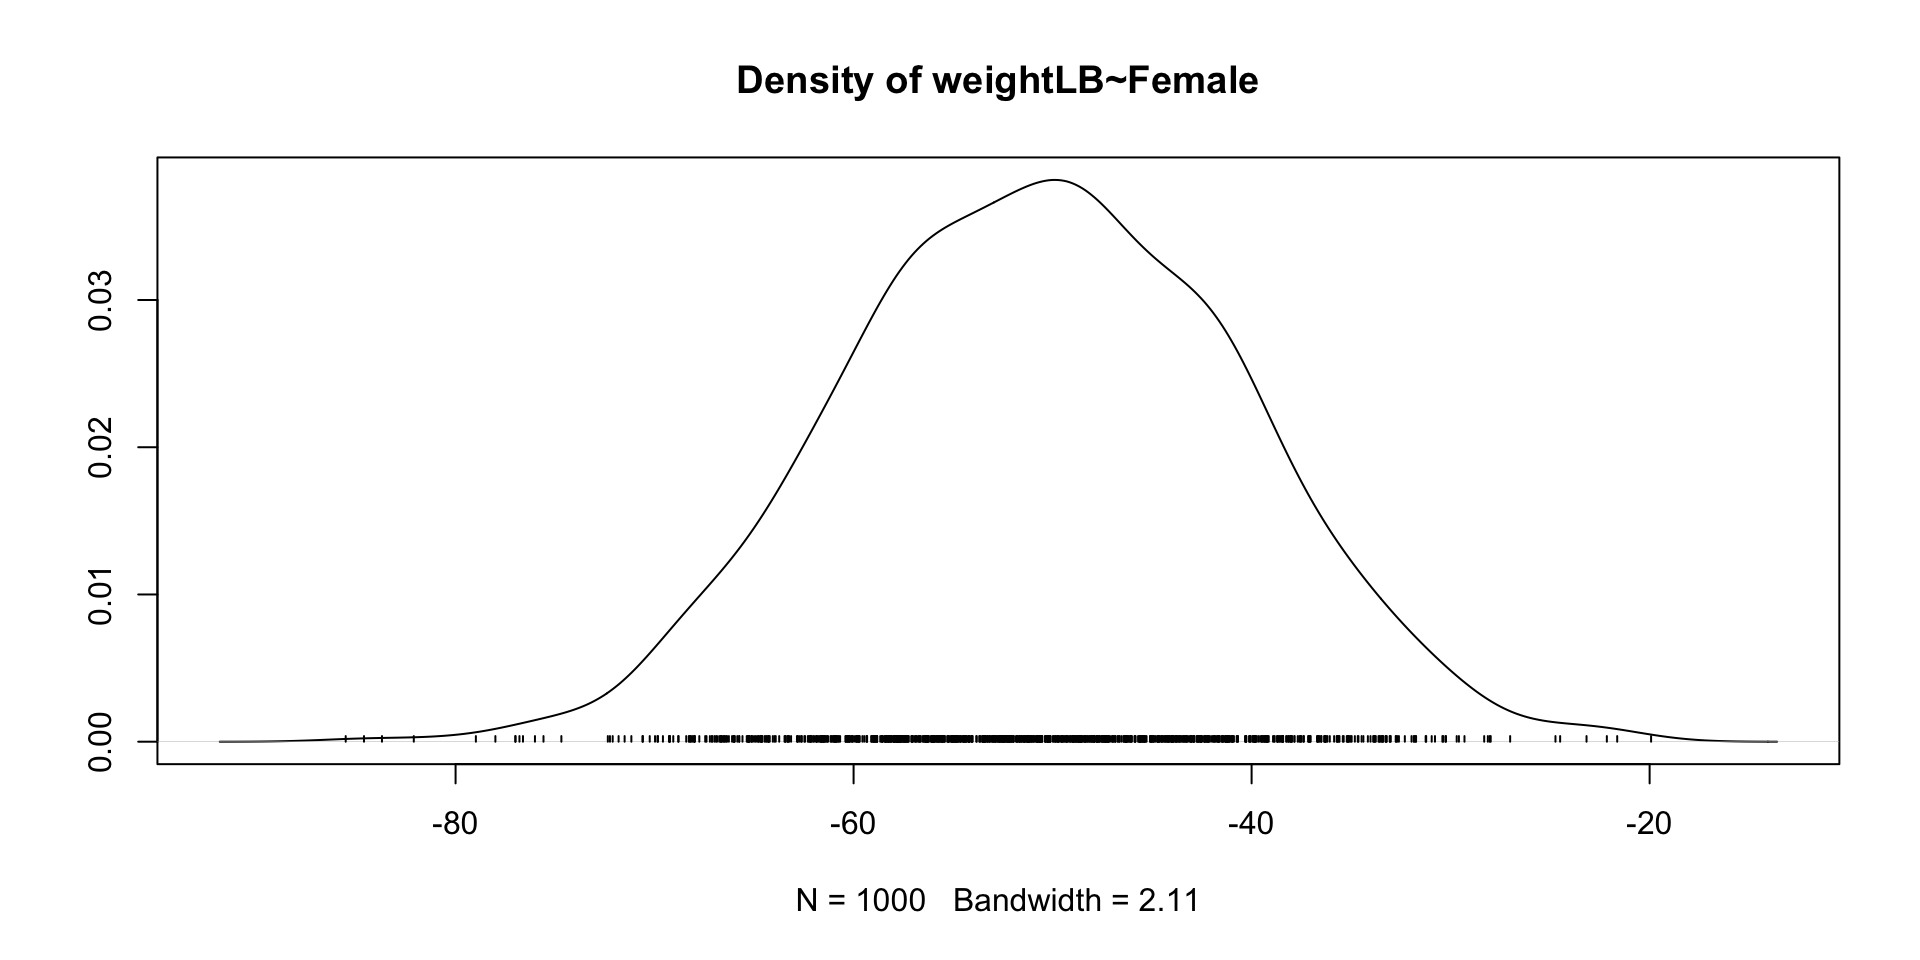 Density of weightLB~Female
0.03
0.02
0.01
0.00
-80 -60 -40 -20
N = 1000 Bandwidth = 2.11